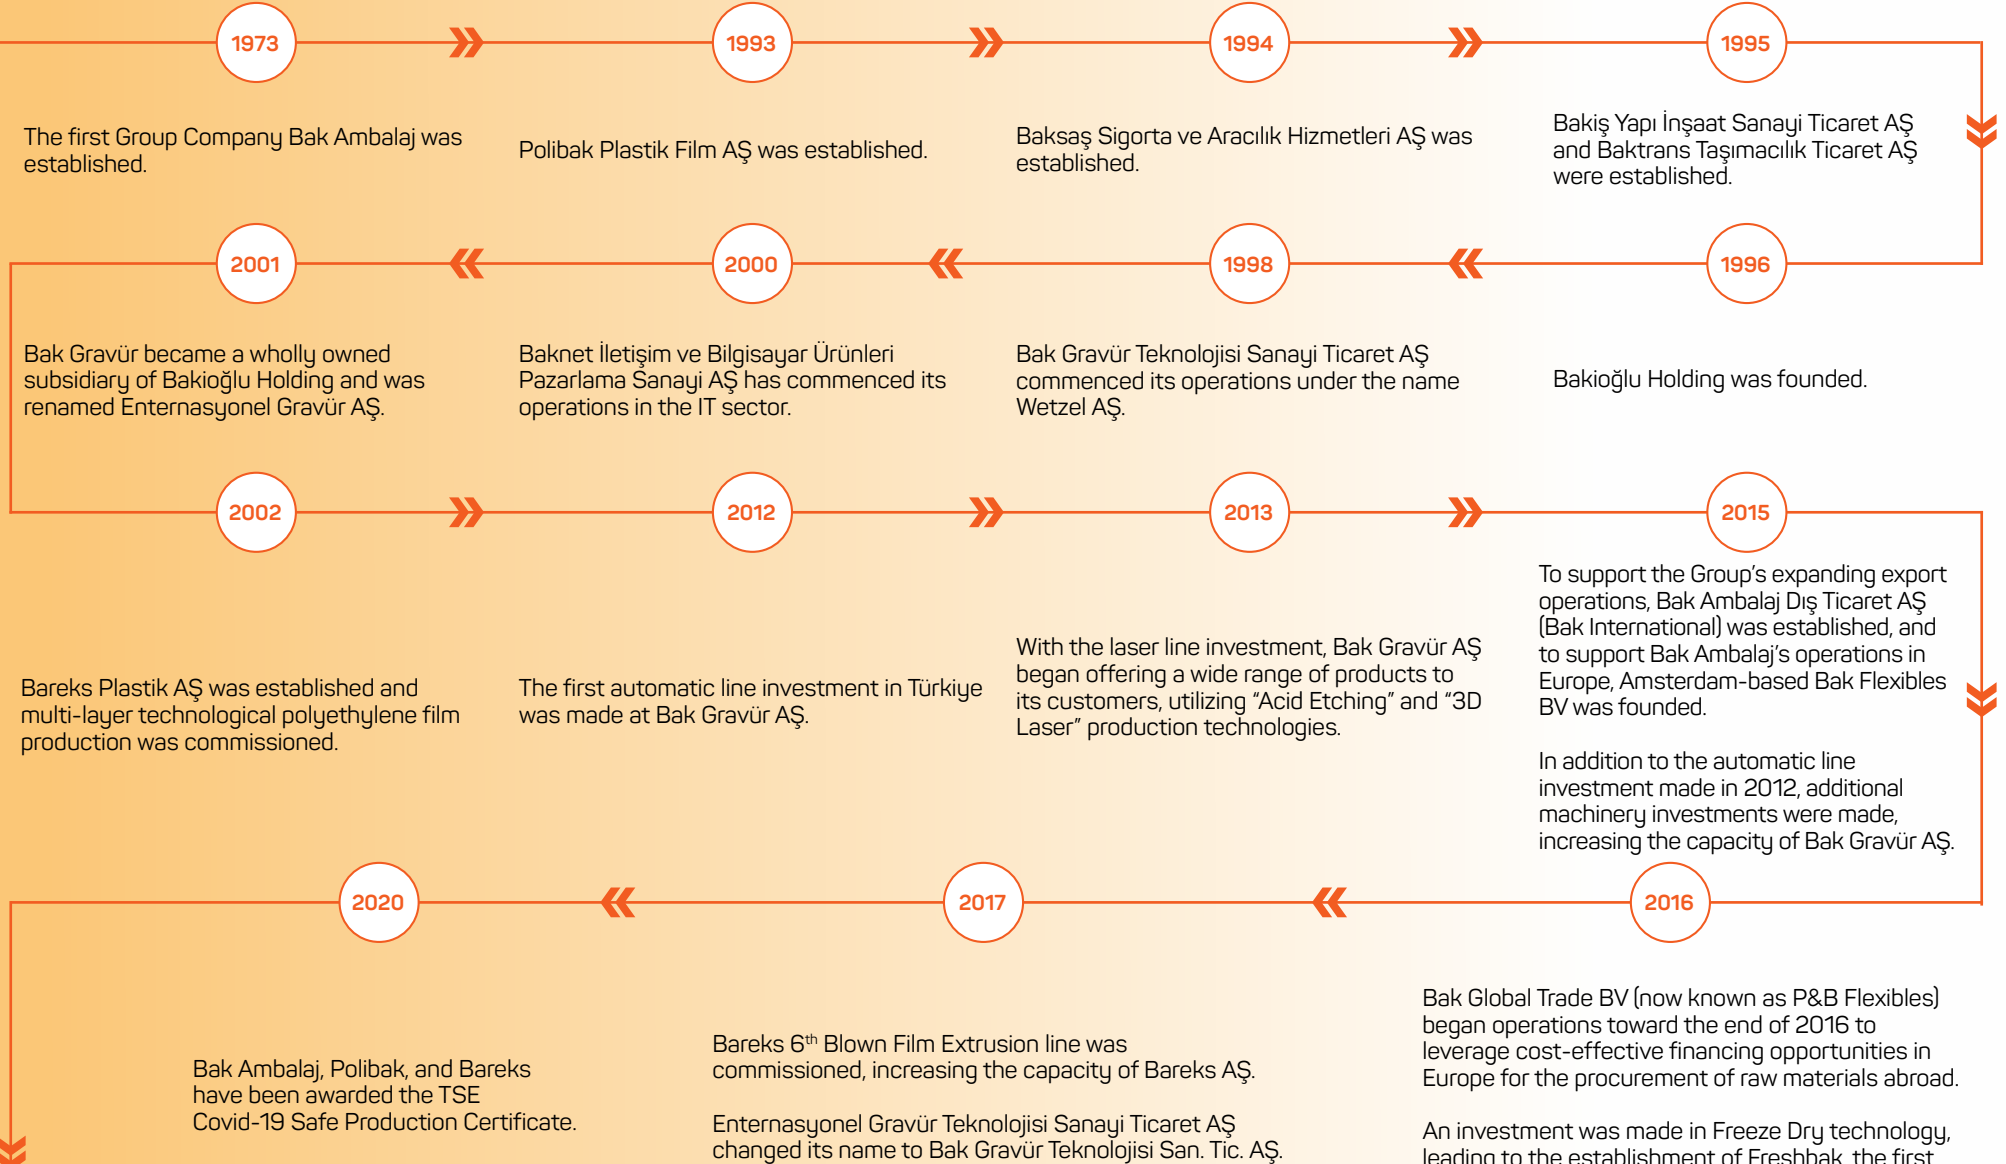 1973
The first Group Company Bak Ambalaj was
established.
1993
Polibak Plastik Film AŞ was established.
1994
Baksaş Sigorta ve Aracılık Hizmetleri AŞ was
established.
1995
Bakiş Yapı İnşaat Sanayi Ticaret AŞ
and Baktrans Taşımacılık Ticaret AŞ
were established.
1996
Bakioğlu Holding was founded.
1998
Bak Gravür Teknolojisi Sanayi Ticaret AŞ
commenced its operations under the name
Wetzel AŞ.
2000
Baknet İletişim ve Bilgisayar Ürünleri
Pazarlama Sanayi AŞ has commenced its
operations in the IT sector.
2001
Bak Gravür became a wholly owned
subsidiary of Bakioğlu Holding and was
renamed Enternasyonel Gravür AŞ.
2002
Bareks Plastik AŞ was established and
multi-layer technological polyethylene film
production was commissioned.
2012
The first automatic line investment in Türkiye
was made at Bak Gravür AŞ.
2013
With the laser line investment, Bak Gravür AŞ
began offering a wide range of products to
its customers, utilizing “Acid Etching” and “3D
Laser” production technologies.
2015
To support the Group’s expanding export
operations, Bak Ambalaj Dış Ticaret AŞ
(Bak International) was established, and
to support Bak Ambalaj’s operations in
Europe, Amsterdam-based Bak Flexibles
BV was founded.
In addition to the automatic line
investment made in 2012, additional
machinery investments were made,
increasing the capacity of Bak Gravür AŞ.
2016
Bak Global Trade BV (now known as P&B Flexibles)
began operations toward the end of 2016 to
leverage cost-effective financing opportunities in
Europe for the procurement of raw materials abroad.
An investment was made in Freeze Dry technology,
leading to the establishment of Freshbak, the first
2017
Bareks 6th Blown Film Extrusion line was
commissioned, increasing the capacity of Bareks AŞ.
Enternasyonel Gravür Teknolojisi Sanayi Ticaret AŞ
changed its name to Bak Gravür Teknolojisi San. Tic. AŞ.
2020
Bak Ambalaj, Polibak, and Bareks
have been awarded the TSE
Covid-19 Safe Production Certificate.